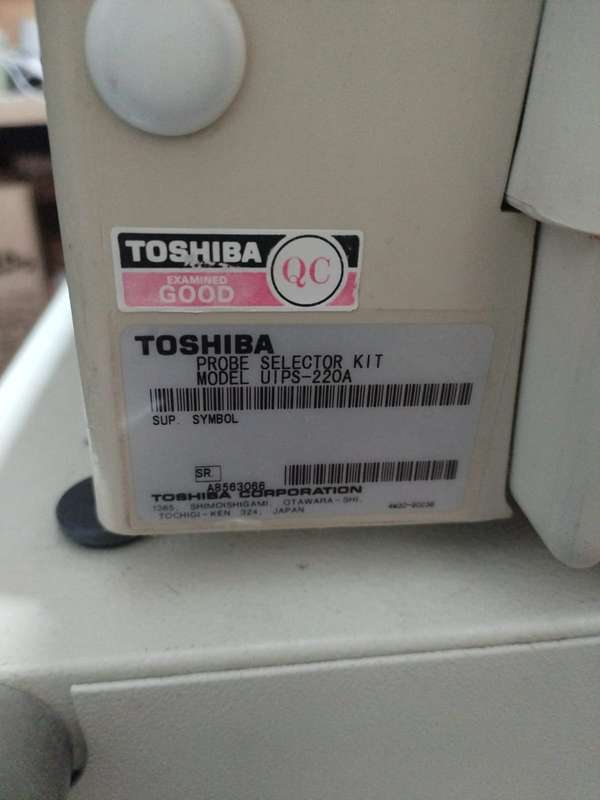 TOSHIBA
EXAMINED
GOOD
QC
TOSHIBA
PROBE SELECTOR KIT
MODEL UIPS-220A
SUP. SYMBOL
SR.
A8563066
TOSHIBA CORPORATION
1385, SHIMOISHIGAMI, OTAWARA-SHI,
TOCHIGI-KEN 324, JAPAN